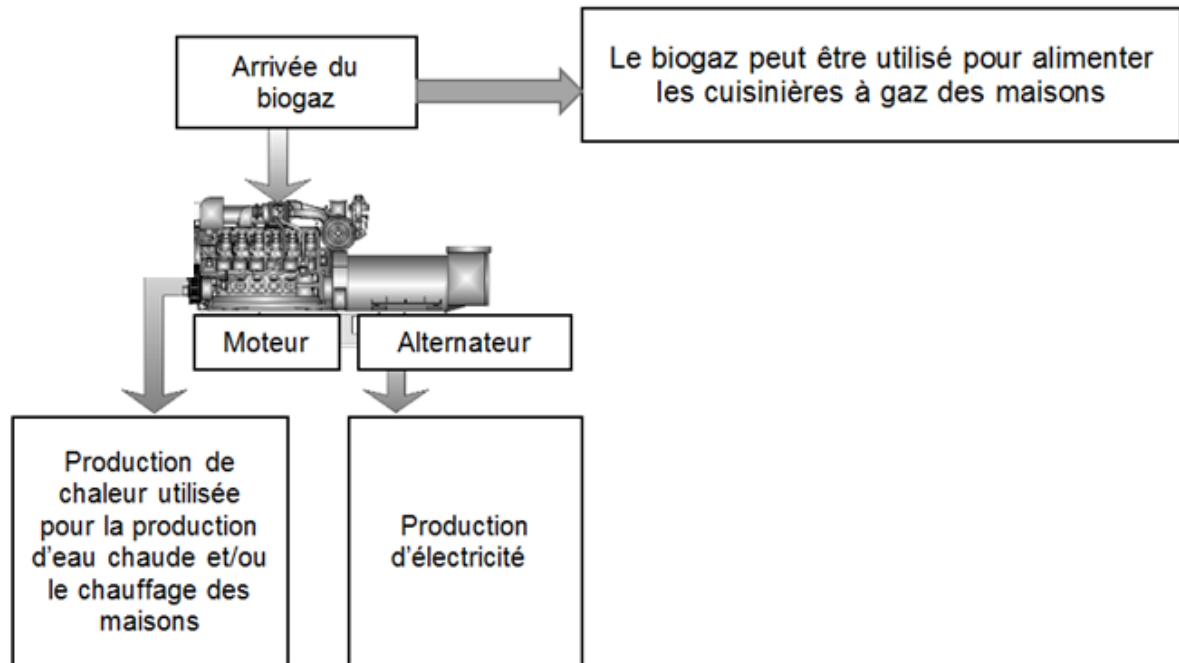 Arrivée du
biogaz
Le biogaz peut être utilisé pour alimenter
les cuisinières à gaz des maisons
Moteur
Alternateur
Production de
chaleur utilisée
pour la production
d'eau chaude et/ou
le chauffage des
maisons
Production
d'électricité